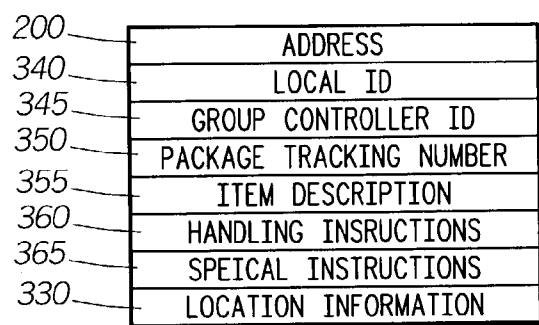 200 ADDRESS
340 LOCAL ID
345 GROUP CONTROLLER ID
350 PACKAGE TRACKING NUMBER
355 ITEM DESCRIPTION
360 HANDLING INSRUCTIONS
365 SPEICAL INSTRUCTIONS
330 LOCATION INFORMATION